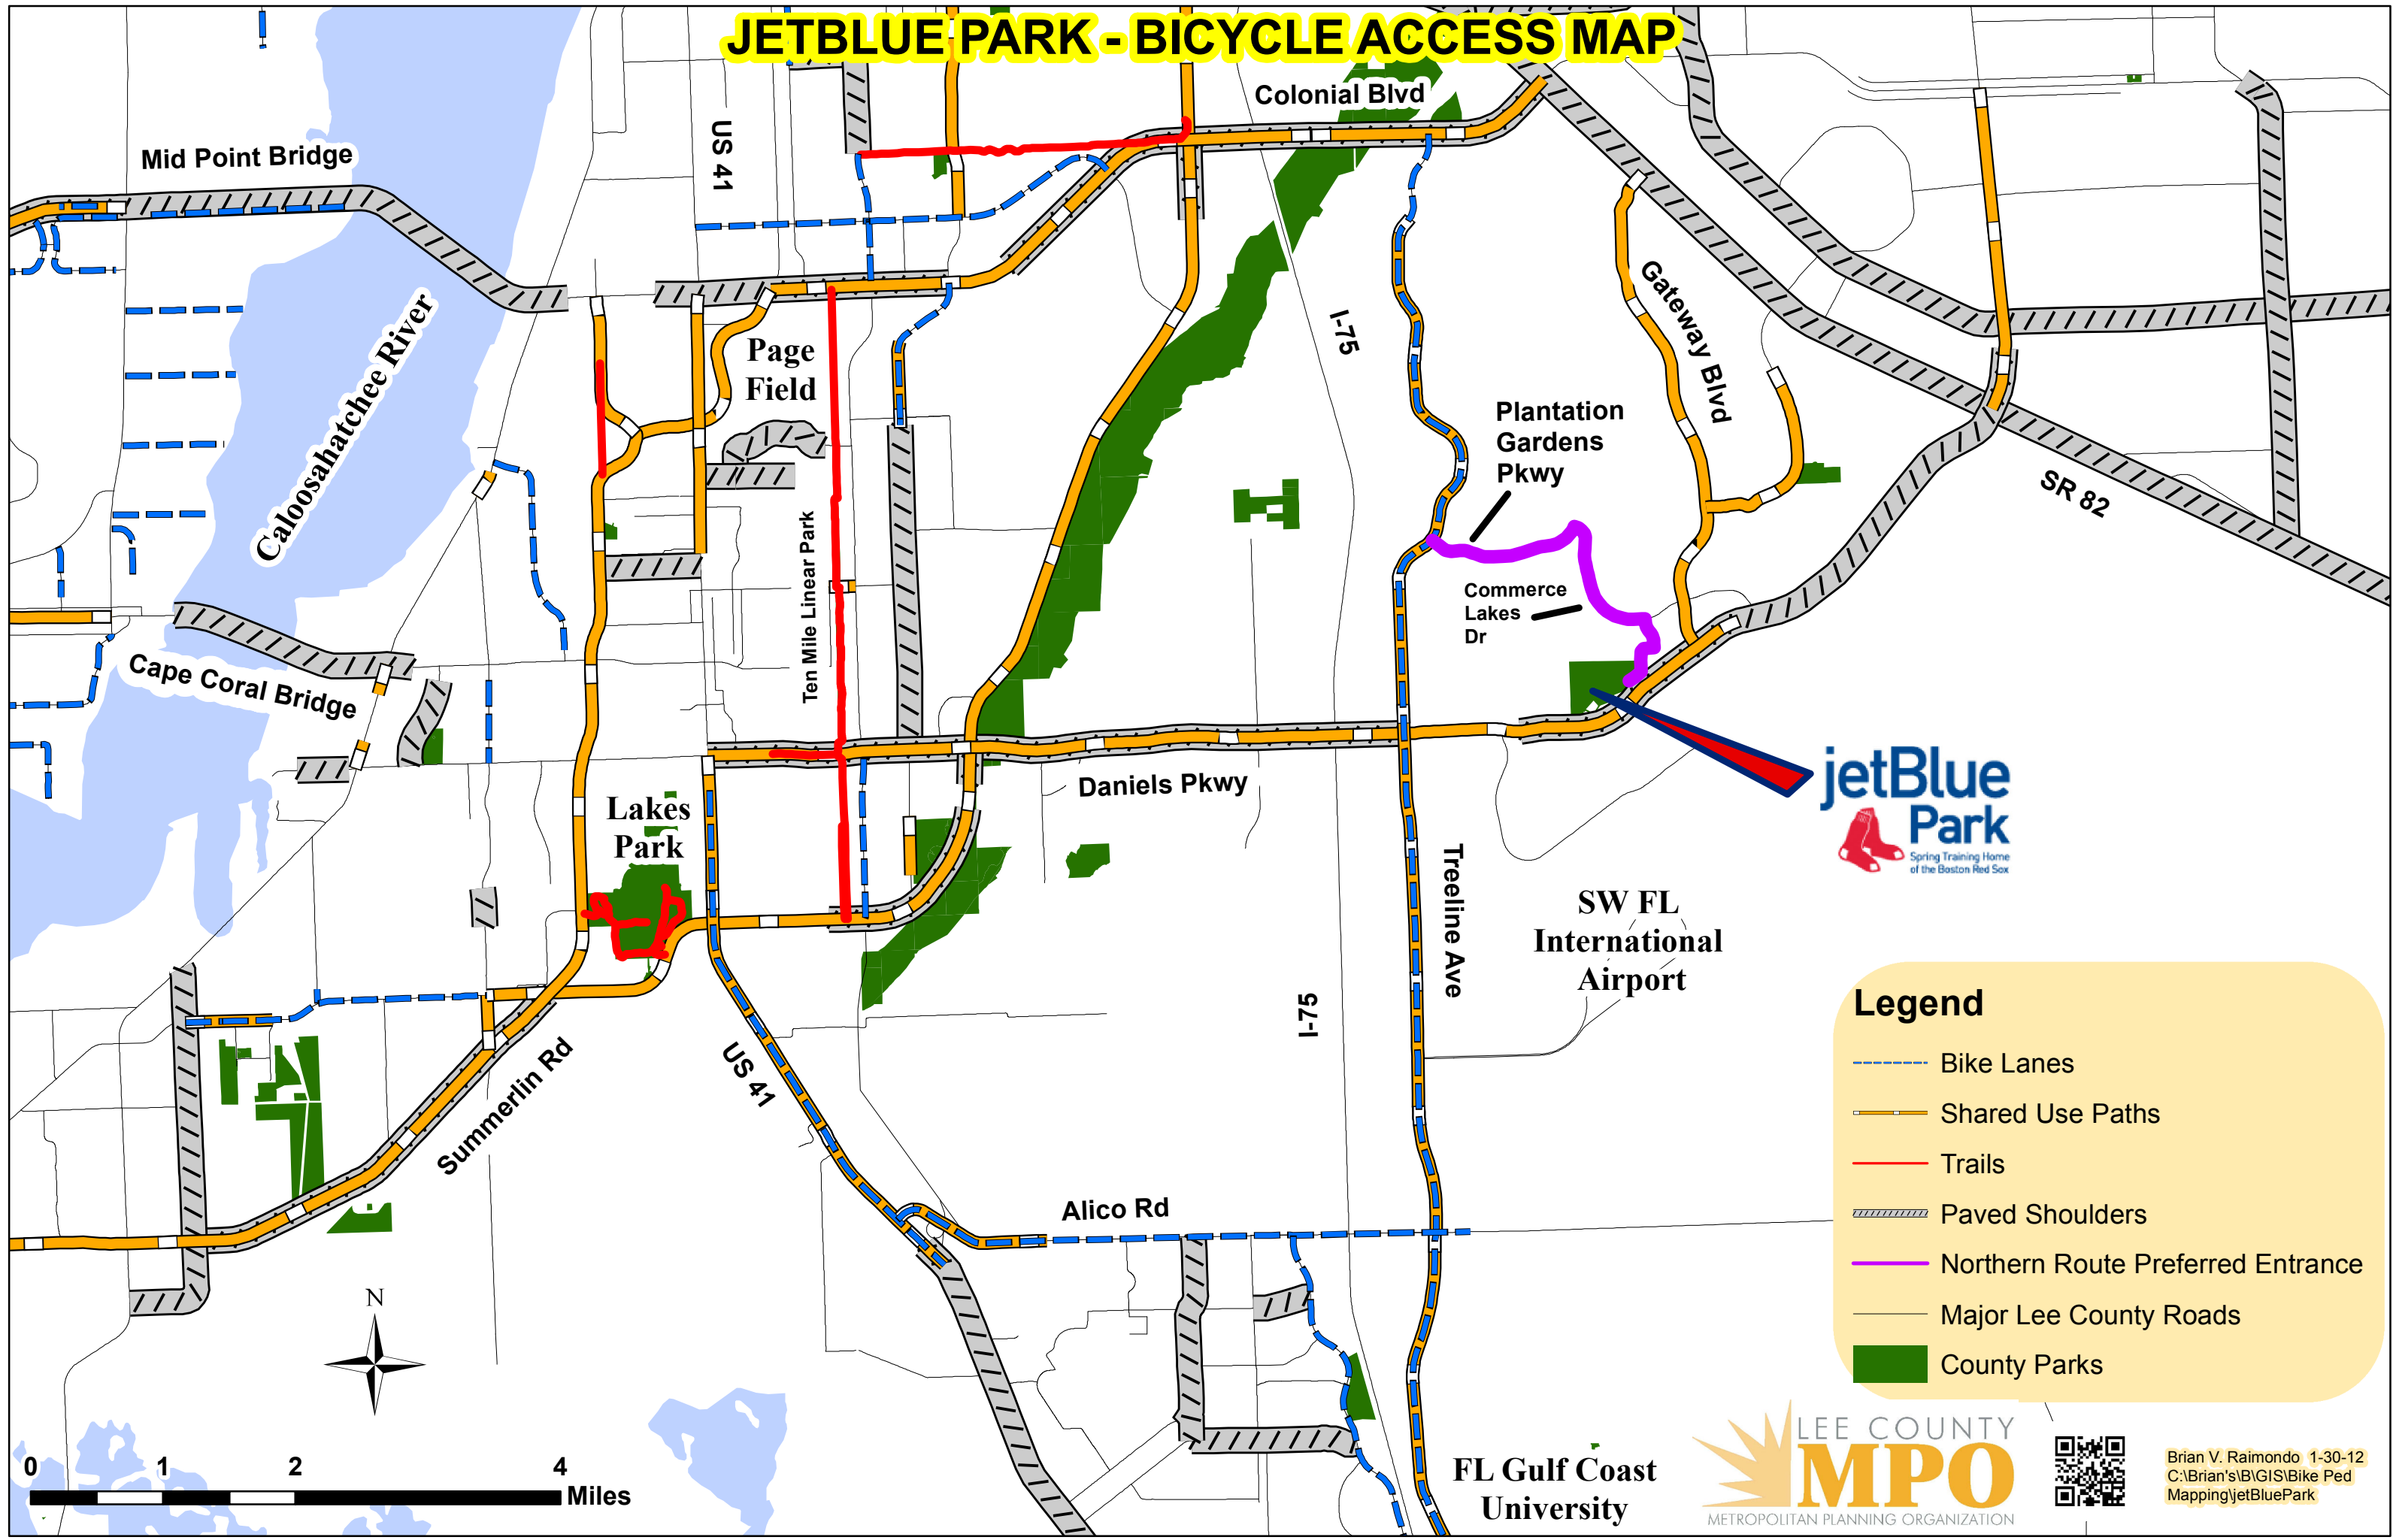 JETBLUE PARK - BICYCLE ACCESS MAP
Colonial Blvd
US 41
Mid Point Bridge
Caloosahatchee River
I-75
Gateway Blvd
Page
Field
Plantation
Gardens
Pkwy
SR 82
Ten Mile Linear Park
Commerce
Lakes
Dr
Cape Coral Bridge
Daniels Pkwy
jetBlue
Park
Spring Training Home
of the Boston Red Sox
Lakes
Park
Treeline Ave
SW FL
International
Airport
I-75
US 41
Summerlin Rd
Alico Rd
Legend
Bike Lanes
Shared Use Paths
Trails
Paved Shoulders
Northern Route Preferred Entrance
Major Lee County Roads
County Parks
N
0 1 2 4
Miles
FL Gulf Coast
University
LEE COUNTY
MPO
METROPOLITAN PLANNING ORGANIZATION
Brian V. Raimondo 1-30-12
C:\Brian's\B\GIS\Bike Ped
Mapping\jetBluePark